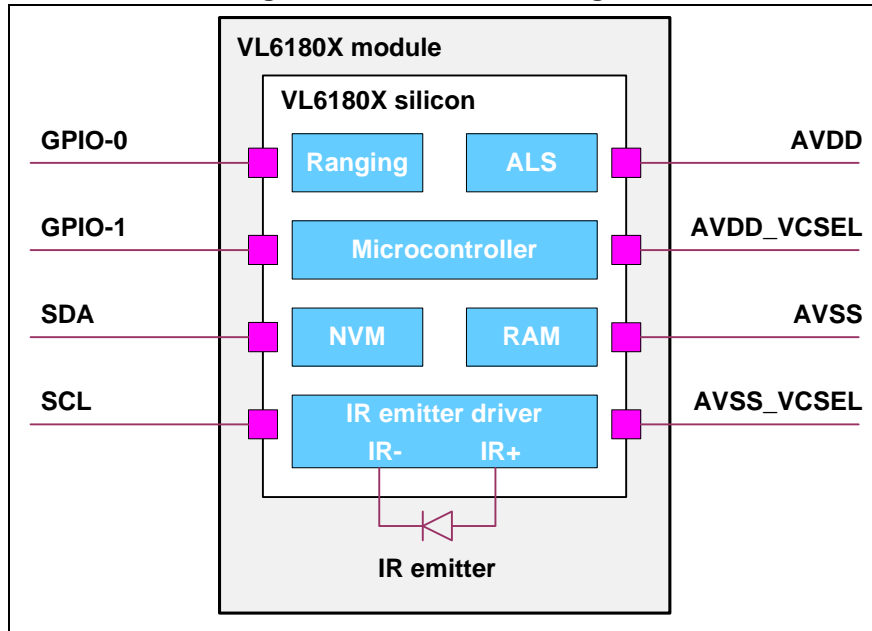 VL6180X module
VL6180X silicon
GPIO-0
Ranging
ALS
AVDD
GPIO-1
Microcontroller
AVDD_VCSEL
SDA
NVM
RAM
AVSS
SCL
IR emitter driver
AVSS_VCSEL
IR-
IR+
IR emitter